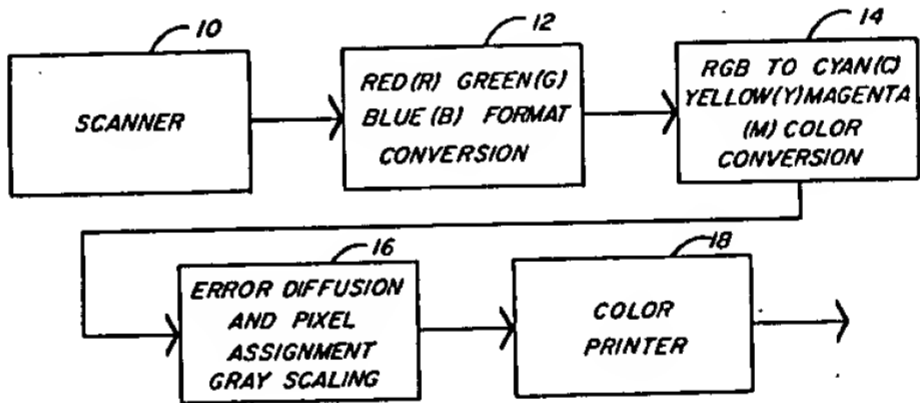 10
SCANNER
12
RED (R) GREEN (G)
BLUE (B) FORMAT
CONVERSION
14
RGB TO CYAN (C)
YELLOW (Y) MAGENTA
(M) COLOR
CONVERSION
16
ERROR DIFFUSION
AND PIXEL
ASSIGNMENT
GRAY SCALING
18
COLOR
PRINTER